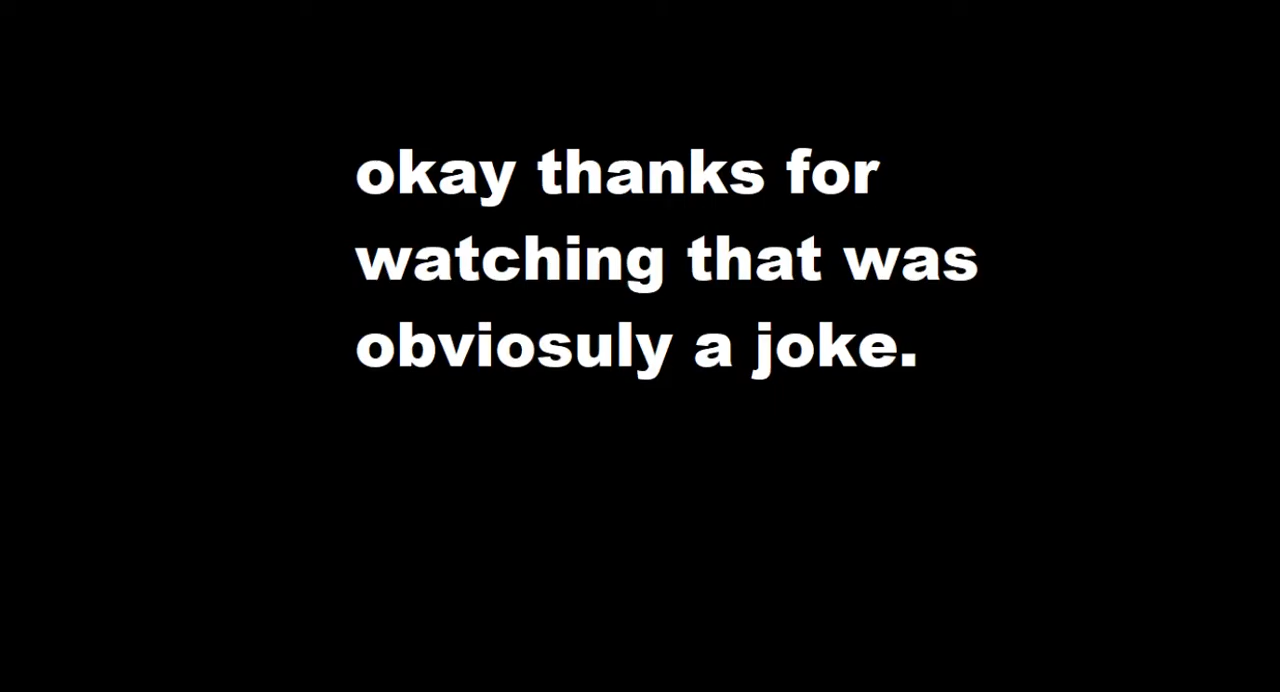 okay thanks for
watching that was
obviosuly a joke.